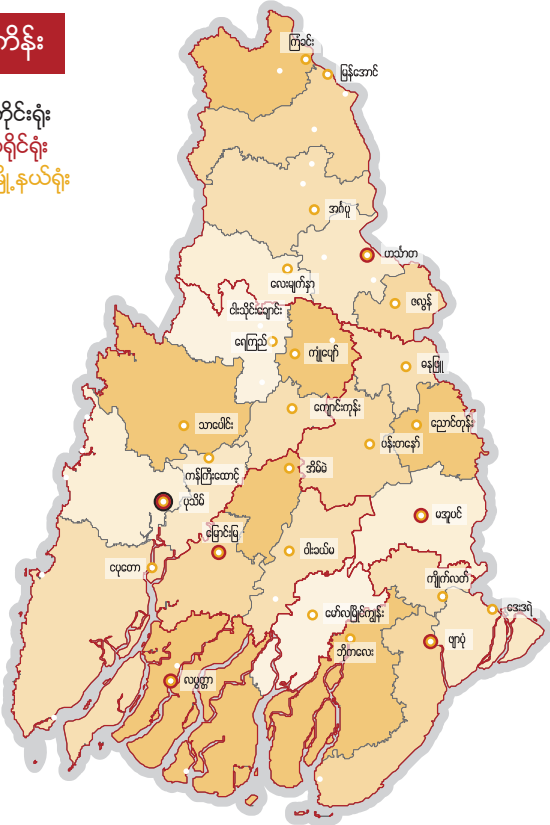 ကိန်း
တိုင်းရုံး
ရိုင်ရုံး
မြို့နယ်ရုံး
ကြံခင်း
မြန်အောင်
အင်္ဂပူ
ဟင်္သာတ
လေးမျက်နှာ
ဇလွန်
ငါးသိုင်းချောင်း
ရေကြည်
ကျုံပျော်
ဓနုဖြူ
ကျောင်းကုန်း
သာပေါင်း
ညောင်တုန်း
ပန်းတနော်
ကန်ကြီးထောင့်
အိမ်မဲ
ပုသိမ်
မအူပင်
မြောင်းမြ
ဝါးခယ်မ
ငပုတော
ကျိုက်လတ်
ဒေးဒရဲ
မော်လမြိုင်ကျွန်း
ဖျာပုံ
ဘိုကလေး
လပွတ္တာ